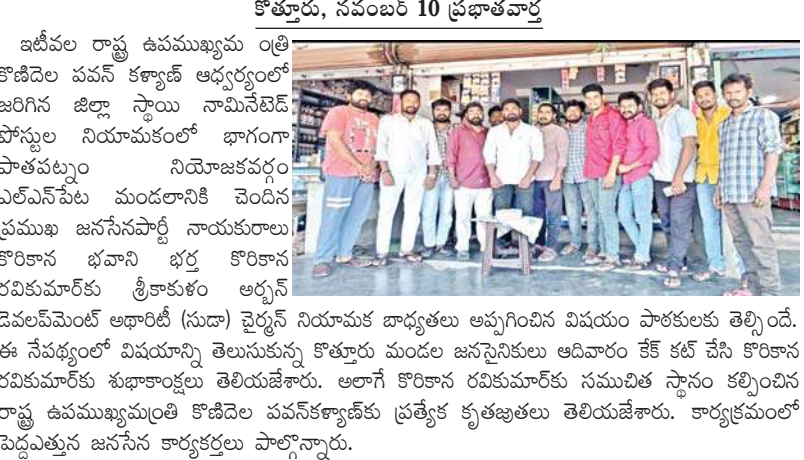 కొత్తూరు, నవంబర్ 10 ప్రభాతవార్త
ఇటీవల రాష్ట్ర ఉపముఖ్యమ ంత్రి
కొణిదెల పవన్ కళ్యాణ్ ఆధ్వర్యంలో
జరిగిన జిల్లా స్థాయి నామినేటెడ్
పోస్టుల నియామకంలో భాగంగా
పాతపట్నం నియోజకవర్గం
ఎల్ఎన్‌పేట మండలానికి చెందిన
ప్రముఖ జనసేనపార్టీ నాయకురాలు
కొరికాన భవాని భర్త కొరికాన
రవికుమార్‌కు శ్రీకాకుళం అర్బన్
డెవలప్‌మెంట్ అథారిటీ (సుడా) చైర్మన్ నియామక బాధ్యతలు అప్పగించిన విషయం పాఠకులకు తెల్సిందే.
ఈ నేపథ్యంలో విషయాన్ని తెలుసుకున్న కొత్తూరు మండల జనసైనికులు ఆదివారం కేక్ కట్ చేసి కొరికాన
రవికుమార్‌కు శుభాకాంక్షలు తెలియజేశారు. అలాగే కొరికాన రవికుమార్‌కు సముచిత స్థానం కల్పించిన
రాష్ట్ర ఉపముఖ్యమంత్రి కొణిదెల పవన్‌కళ్యాణ్‌కు ప్రత్యేక కృతజ్ఞతలు తెలియజేశారు. కార్యక్రమంలో
పెద్దఎత్తున జనసేన కార్యకర్తలు పాల్గొన్నారు.